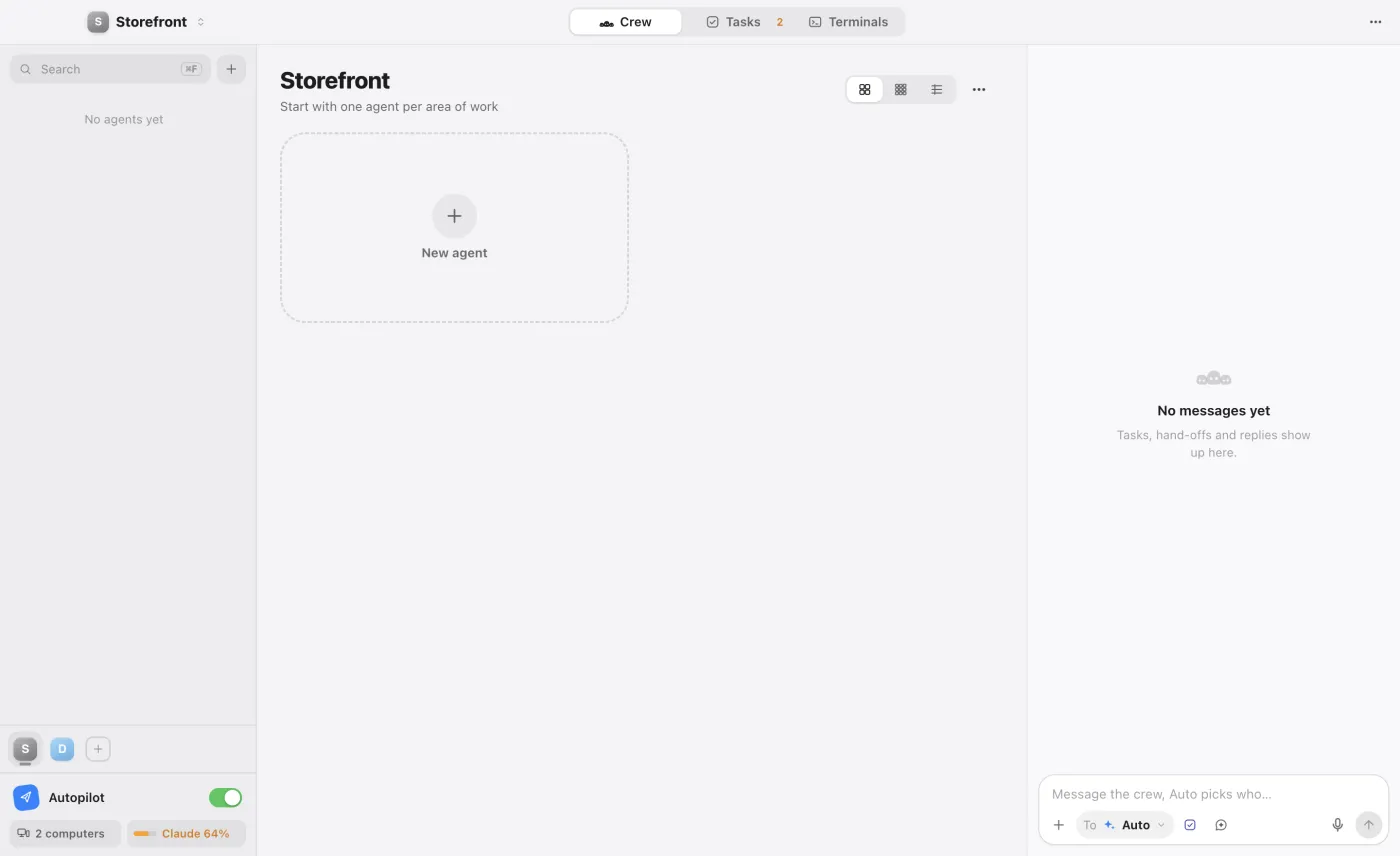 S Storefront
Crew
Tasks 2
Terminals
Search ⌘F
No agents yet
Storefront
Start with one agent per area of work
New agent
No messages yet
Tasks, hand-offs and replies show
up here.
S D
Autopilot
2 computers
Claude 64%
Message the crew, Auto picks who...
To Auto